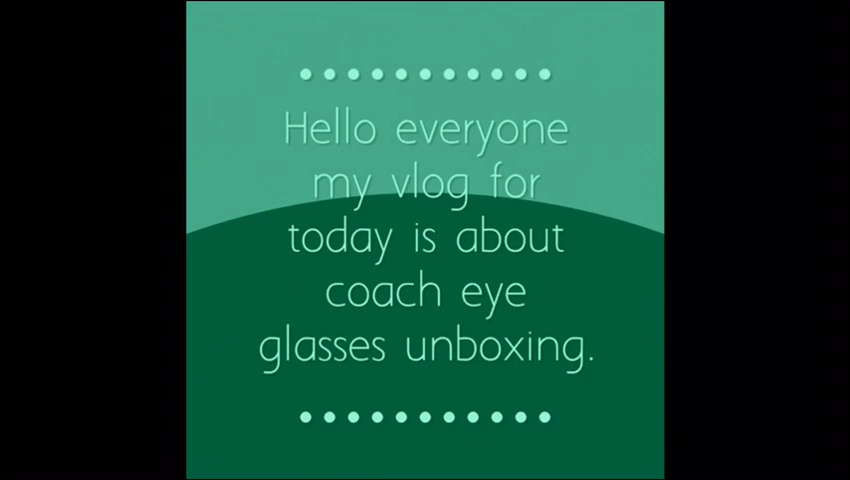 Hello everyone
my vlog for
today is about
coach eye
glasses unboxing.